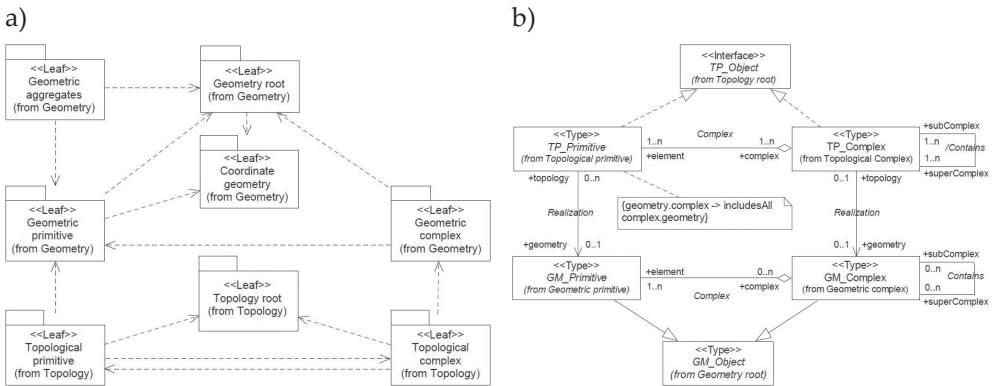 a)
<<Leaf>>
Geometric
aggregates
(from Geometry)
<<Leaf>>
Geometry root
(from Geometry)
<<Leaf>>
Coordinate
geometry
(from Geometry)
<<Leaf>>
Geometric
primitive
(from Geometry)
<<Leaf>>
Geometric
complex
(from Geometry)
<<Leaf>>
Topology root
(from Topology)
<<Leaf>>
Topological
primitive
(from Topology)
<<Leaf>>
Topological
complex
(from Topology)
b)
<<Interface>>
TP_Object
(from Topology root)
<<Type>>
TP_Primitive
(from Topological primitive)
Complex
1..n
1..n
+element
+complex
<<Type>>
TP_Complex
(from Topological Complex)
+subComplex
1..n
/Contains
1..n
+superComplex
+topology
0..n
0..1
+topology
{geometry.complex -> includesAll
complex.geometry}
Realization
Realization
+geometry
0..1
0..1
+geometry
<<Type>>
GM_Primitive
(from Geometric primitive)
+element
0..n
1..n
+complex
Complex
<<Type>>
GM_Complex
(from Geometric complex)
+subComplex
0..n
Contains
0..n
+superComplex
<<Type>>
GM_Object
(from Geometry root)